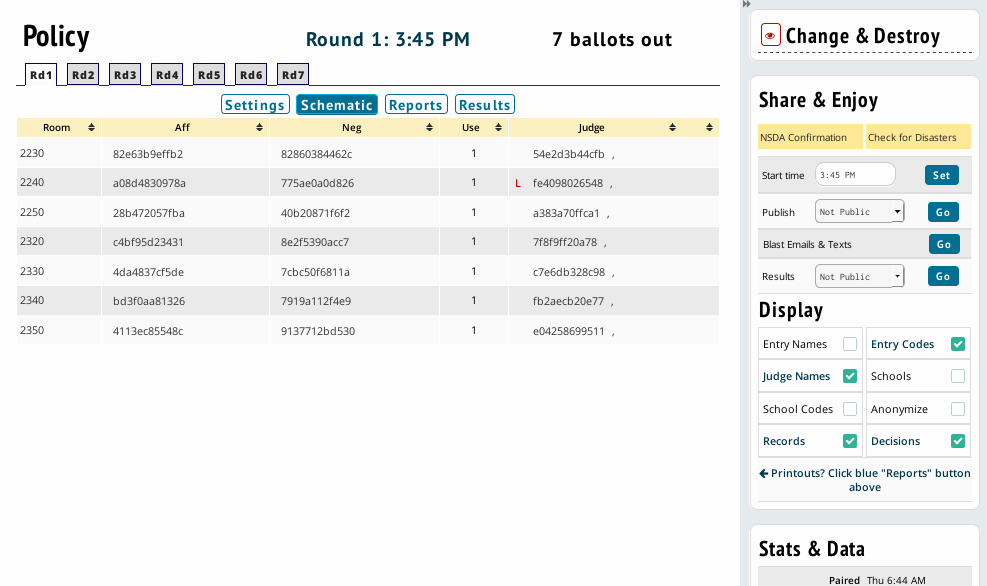 Policy
Round 1: 3:45 PM
7 ballots out
Rd1 Rd2 Rd3 Rd4 Rd5 Rd6 Rd7
Settings Schematic Reports Results
Room Aff Neg Use Judge
2230 82e63b9effb2 82860384462c 1 54e2d3b44cfb ,
2240 a08d4830978a 775ae0a0d826 1 L fe4098026548 ,
2250 28b472057fba 40b20871f6f2 1 a383a70ffca1 ,
2320 c4bf95d23431 8e2f5390acc7 1 7f8f9ff20a78 ,
2330 4da4837cf5de 7cbc50f6811a 1 c7e6db328c98 ,
2340 bd3f0aa81326 7919a112f4e9 1 fb2aecb20e77 ,
2350 4113ec85548c 9137712bd530 1 e04258699511 ,
Change & Destroy
Share & Enjoy
NSDA Confirmation Check for Disasters
Start time 3:45 PM Set
Publish Not Public Go
Blast Emails & Texts Go
Results Not Public Go
Display
Entry Names Entry Codes
Judge Names Schools
School Codes Anonymize
Records Decisions
Printouts? Click blue "Reports" button
above
Stats & Data
Paired Thu 6:44 AM